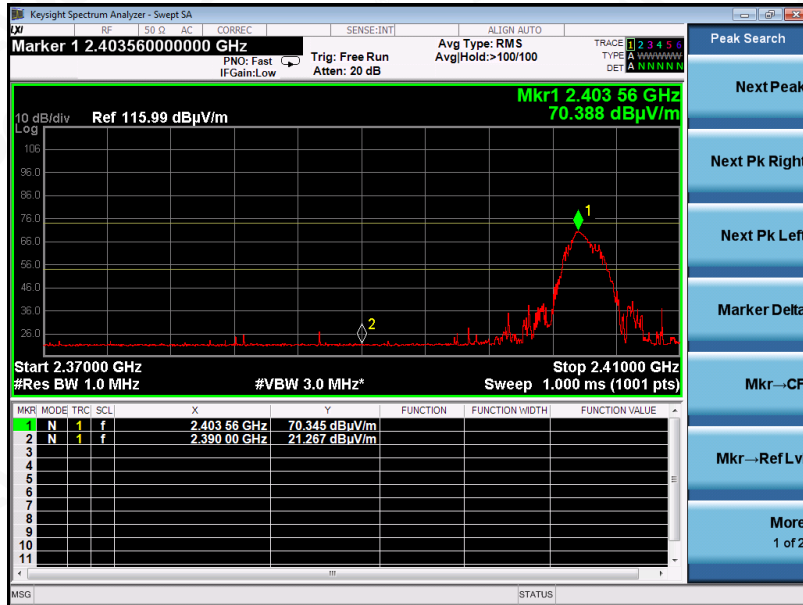 Keysight Spectrum Analyzer - Swept SA
LXI RF 50 Ω AC CORREC SENSE:INT ALIGN AUTO
Marker 1 2.403560000000 GHz
PNO: Fast
IFGain:Low
Trig: Free Run
Atten: 20 dB
Avg Type: RMS
Avg|Hold:>100/100
TRACE 1 2 3 4 5 6
TYPE A WWWWW
DET A N N N N N
Mkr1 2.403 56 GHz
70.388 dBµV/m
10 dB/div Ref 115.99 dBµV/m
Log
106
96.0
86.0
76.0
66.0
56.0
46.0
36.0
26.0
1
2
Start 2.37000 GHz Stop 2.41000 GHz
#Res BW 1.0 MHz #VBW 3.0 MHz* Sweep 1.000 ms (1001 pts)
MKR MODE TRC SCL X Y FUNCTION FUNCTION WIDTH FUNCTION VALUE
1 N 1 f 2.403 56 GHz 70.345 dBµV/m
2 N 1 f 2.390 00 GHz 21.267 dBµV/m
3
4
5
6
7
8
9
10
11
MSG STATUS
Peak Search
Next Peak
Next Pk Right
Next Pk Left
Marker Delta
Mkr→CF
Mkr→Ref Lv
More
1 of 2